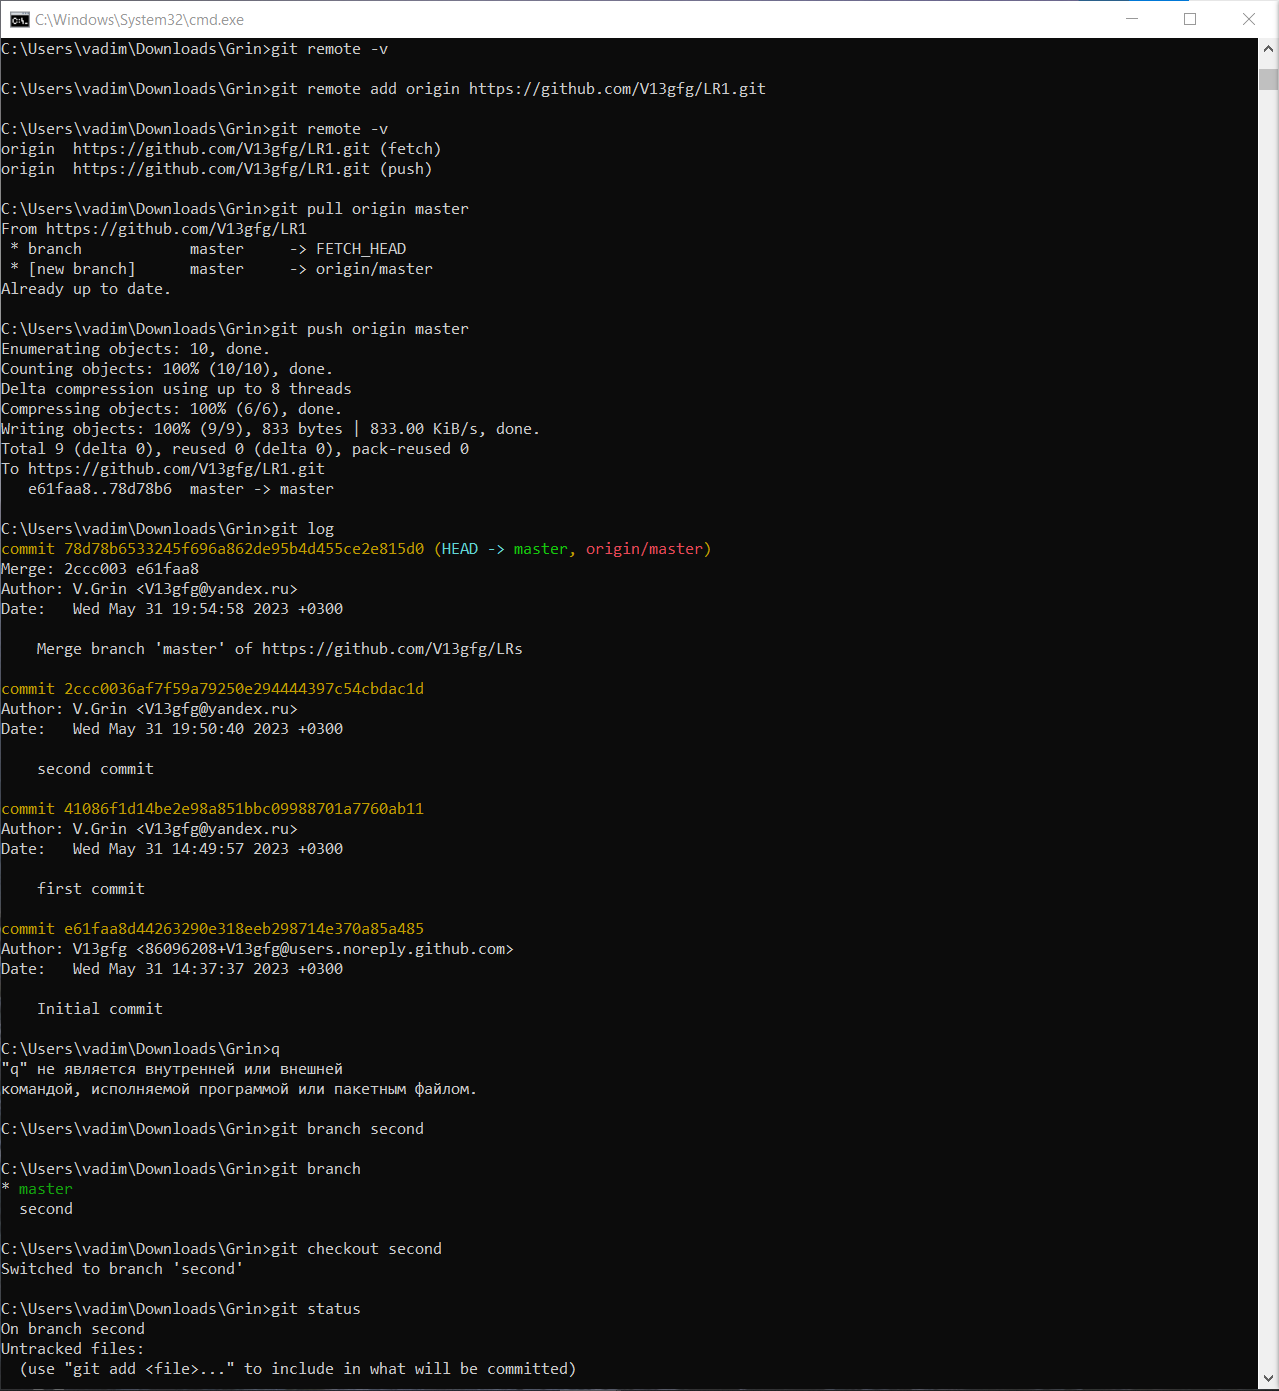 C:\Windows\System32\cmd.exe
C:\Users\vadim\Downloads\Grin>git remote -v
C:\Users\vadim\Downloads\Grin>git remote add origin https://github.com/V13gfg/LR1.git
C:\Users\vadim\Downloads\Grin>git remote -v
origin  https://github.com/V13gfg/LR1.git (fetch)
origin  https://github.com/V13gfg/LR1.git (push)
C:\Users\vadim\Downloads\Grin>git pull origin master
From https://github.com/V13gfg/LR1
 * branch            master     -> FETCH_HEAD
 * [new branch]      master     -> origin/master
Already up to date.
C:\Users\vadim\Downloads\Grin>git push origin master
Enumerating objects: 10, done.
Counting objects: 100% (10/10), done.
Delta compression using up to 8 threads
Compressing objects: 100% (6/6), done.
Writing objects: 100% (9/9), 833 bytes | 833.00 KiB/s, done.
Total 9 (delta 0), reused 0 (delta 0), pack-reused 0
To https://github.com/V13gfg/LR1.git
   e61faa8..78d78b6  master -> master
C:\Users\vadim\Downloads\Grin>git log
commit 78d78b6533245f696a862de95b4d455ce2e815d0 (HEAD -> master, origin/master)
Merge: 2ccc003 e61faa8
Author: V.Grin <V13gfg@yandex.ru>
Date:   Wed May 31 19:54:58 2023 +0300
    Merge branch 'master' of https://github.com/V13gfg/LRs
commit 2ccc0036af7f59a79250e294444397c54cbdac1d
Author: V.Grin <V13gfg@yandex.ru>
Date:   Wed May 31 19:50:40 2023 +0300
    second commit
commit 41086f1d14be2e98a851bbc09988701a7760ab11
Author: V.Grin <V13gfg@yandex.ru>
Date:   Wed May 31 14:49:57 2023 +0300
    first commit
commit e61faa8d44263290e318eeb298714e370a85a485
Author: V13gfg <86096208+V13gfg@users.noreply.github.com>
Date:   Wed May 31 14:37:37 2023 +0300
    Initial commit
C:\Users\vadim\Downloads\Grin>q
"q" не является внутренней или внешней
командой, исполняемой программой или пакетным файлом.
C:\Users\vadim\Downloads\Grin>git branch second
C:\Users\vadim\Downloads\Grin>git branch
* master
  second
C:\Users\vadim\Downloads\Grin>git checkout second
Switched to branch 'second'
C:\Users\vadim\Downloads\Grin>git status
On branch second
Untracked files:
  (use "git add <file>..." to include in what will be committed)